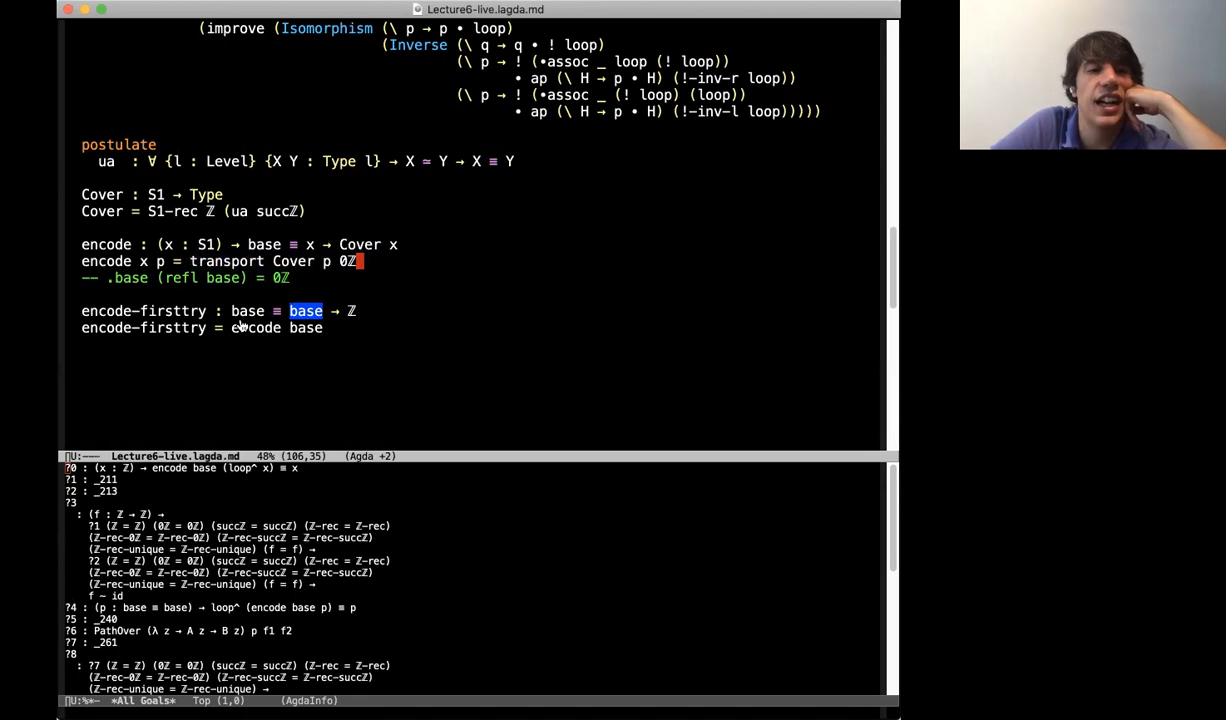 Lecture6-live.lagda.md
(improve (Isomorphism (\ p → p • loop)
(Inverse (\ q → q • ! loop)
(\ p → ! (•assoc _ loop (! loop))
• ap (\ H → p • H) (!-inv-r loop))
(\ p → ! (•assoc _ (! loop) (loop))
• ap (\ H → p • H) (!-inv-l loop)))))
postulate
ua : ∀ {l : Level} {X Y : Type l} → X ≃ Y → X ≡ Y
Cover : S1 → Type
Cover = S1-rec ℤ (ua succℤ)
encode : (x : S1) → base ≡ x → Cover x
encode x p = transport Cover p 0ℤ
-- .base (refl base) = 0ℤ
encode-firsttry : base ≡ base → ℤ
encode-firsttry = encode base
U:--- Lecture6-live.lagda.md 48% (106,35) (Agda +2)
?0 : (x : ℤ) → encode base (loop^ x) ≡ x
?1 : _211
?2 : _213
?3
: (f : ℤ → ℤ) →
?1 (ℤ = ℤ) (0ℤ = 0ℤ) (succℤ = succℤ) (ℤ-rec = ℤ-rec)
(ℤ-rec-0ℤ = ℤ-rec-0ℤ) (ℤ-rec-succℤ = ℤ-rec-succℤ)
(ℤ-rec-unique = ℤ-rec-unique) (f = f) →
?2 (ℤ = ℤ) (0ℤ = 0ℤ) (succℤ = succℤ) (ℤ-rec = ℤ-rec)
(ℤ-rec-0ℤ = ℤ-rec-0ℤ) (ℤ-rec-succℤ = ℤ-rec-succℤ)
(ℤ-rec-unique = ℤ-rec-unique) (f = f) →
f ~ id
?4 : (p : base ≡ base) → loop^ (encode base p) ≡ p
?5 : _240
?6 : PathOver (λ z → A z → B z) p f1 f2
?7 : _261
?8
: ?7 (ℤ = ℤ) (0ℤ = 0ℤ) (succℤ = succℤ) (ℤ-rec = ℤ-rec)
(ℤ-rec-0ℤ = ℤ-rec-0ℤ) (ℤ-rec-succℤ = ℤ-rec-succℤ)
(ℤ-rec-unique = ℤ-rec-unique) →
U:%*- *All Goals* Top (1,0) (AgdaInfo)